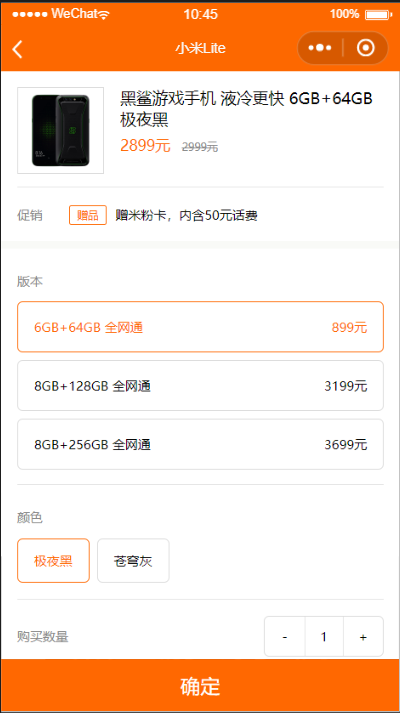 WeChat 10:45 100%
小米Lite
黑鲨游戏手机 液冷更快 6GB+64GB
极夜黑
2899元 2999元
促销 赠品 赠米粉卡，内含50元话费
版本
6GB+64GB 全网通 899元
8GB+128GB 全网通 3199元
8GB+256GB 全网通 3699元
颜色
极夜黑 苍穹灰
购买数量 - 1 +
确定